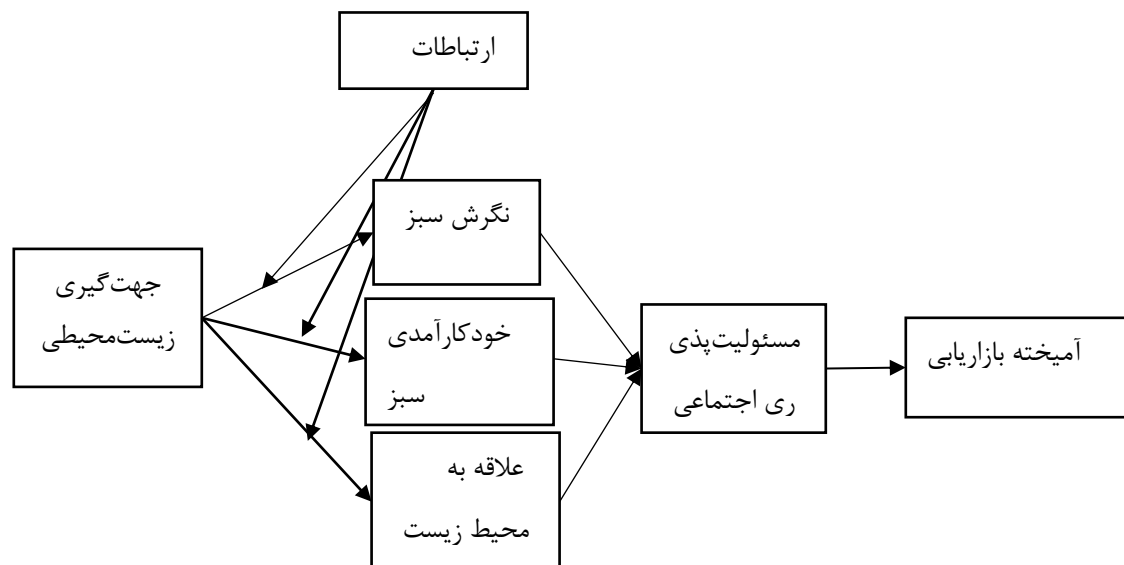 ارتباطات
نگرش سبز
جهت‌گیری
زیست‌محیطی
خودکارآمدی
سبز
علاقه به
محیط زیست
مسئولیت‌پذی
ری اجتماعی
آمیخته بازاریابی